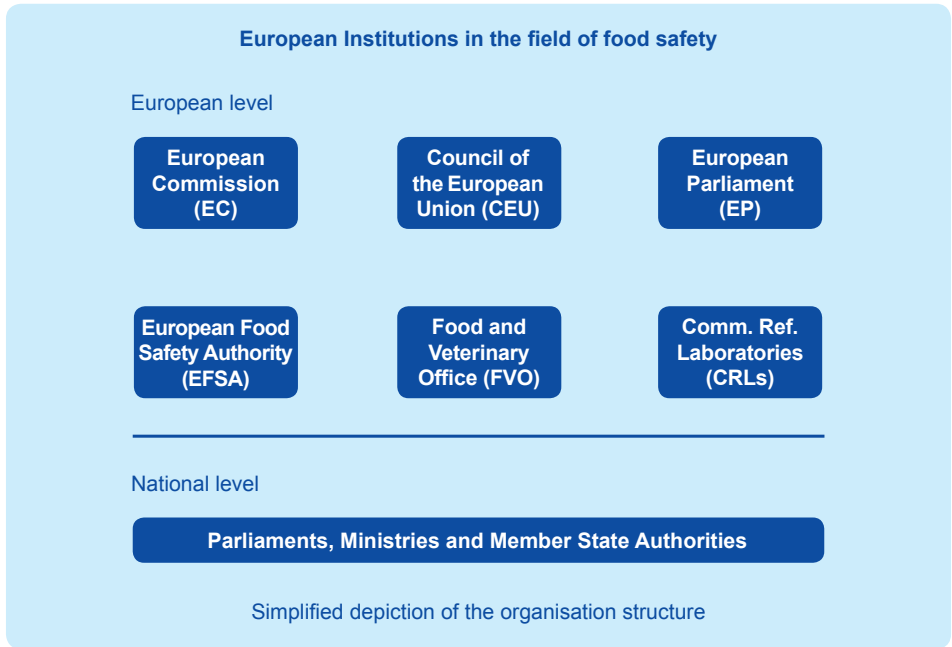 European Institutions in the field of food safety
European level
European
Commission
(EC)
Council of
the European
Union (CEU)
European
Parliament
(EP)
European Food
Safety Authority
(EFSA)
Food and
Veterinary
Office (FVO)
Comm. Ref.
Laboratories
(CRLs)
National level
Parliaments, Ministries and Member State Authorities
Simplified depiction of the organisation structure